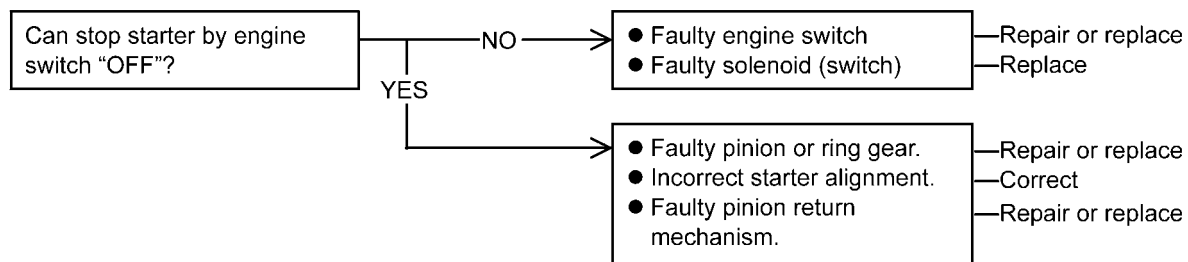 Can stop starter by engine
switch “OFF”?
NO
YES
● Faulty engine switch
● Faulty solenoid (switch)
Repair or replace
Replace
● Faulty pinion or ring gear.
● Incorrect starter alignment.
● Faulty pinion return
mechanism.
Repair or replace
Correct
Repair or replace